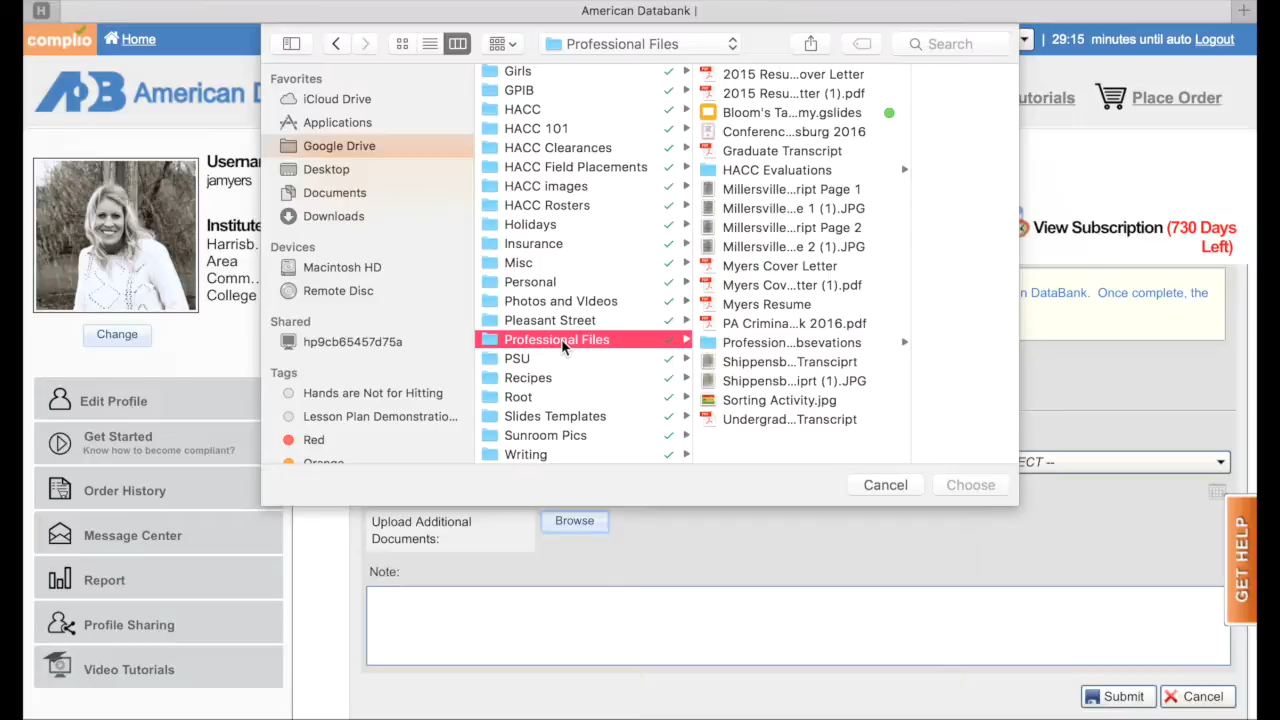 American Databank |
complio
Home
29:15 minutes until auto Logout
ADB American
utorials
Place Order
Userna
jamyers
Institute
Harrisb..
Area
Comm..
College
Change
View Subscription (730 Days
Left)
n DataBank. Once complete, the
Edit Profile
Get Started
Know how to become compliant?
Order History
Message Center
Report
Profile Sharing
Video Tutorials
Professional Files
Search
Favorites
iCloud Drive
Applications
Google Drive
Desktop
Documents
Downloads
Devices
Macintosh HD
Remote Disc
Shared
hp9cb65457d75a
Tags
Hands are Not for Hitting
Lesson Plan Demonstratio...
Red
Orange
Girls
GPIB
HACC
HACC 101
HACC Clearances
HACC Field Placements
HACC images
HACC Rosters
Holidays
Insurance
Misc
Personal
Photos and VIdeos
Pleasant Street
Professional Files
PSU
Recipes
Root
Slides Templates
Sunroom Pics
Writing
2015 Resu...over Letter
2015 Resu...tter (1).pdf
Bloom's Ta...my.gslides
Conferenc...sburg 2016
Graduate Transcript
HACC Evaluations
Millersville...ript Page 1
Millersville...e 1 (1).JPG
Millersville...ript Page 2
Millersville...e 2 (1).JPG
Myers Cover Letter
Myers Cov...tter (1).pdf
Myers Resume
PA Crimina...k 2016.pdf
Profession...bsevations
Shippensb...Transciprt
Shippensb...iprt (1).JPG
Sorting Activity.jpg
Undergrad...Transcript
Cancel
Choose
ECT --
Upload Additional
Documents:
Browse
Note:
GET HELP
Submit
Cancel